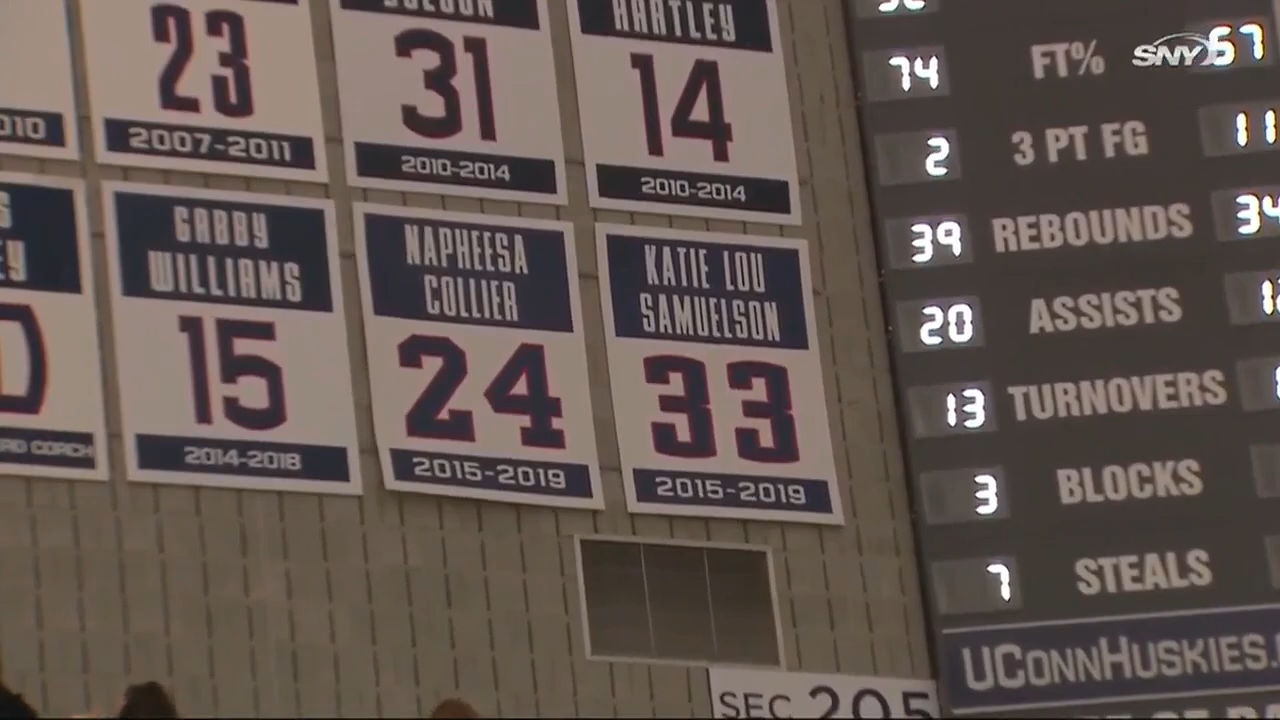 HARTLEY
23
31
14
2007-2011
2010-2014
2010-2014
GABBY
WILLIAMS
15
2014-2018
NAPHEESA
COLLIER
24
2015-2019
KATIE LOU
SAMUELSON
33
2015-2019
COACH
SNY
74 FT% 67
2 3 PT FG 11
39 REBOUNDS 34
20 ASSISTS
13 TURNOVERS
3 BLOCKS
7 STEALS
UCONNHUSKIES.
SEC 205